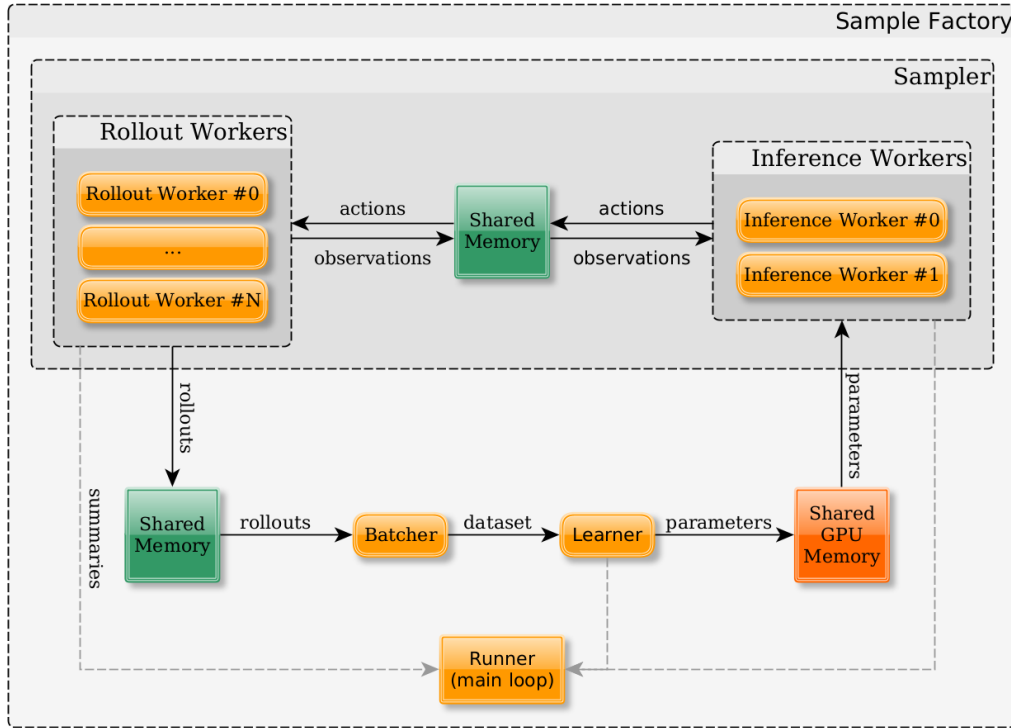 Sample Factory
Sampler
Rollout Workers
Rollout Worker #0
...
Rollout Worker #N
actions
observations
Shared
Memory
actions
observations
Inference Workers
Inference Worker #0
Inference Worker #1
rollouts
parameters
summaries
Shared
Memory
rollouts
Batcher
dataset
Learner
parameters
Shared
GPU
Memory
Runner
(main loop)